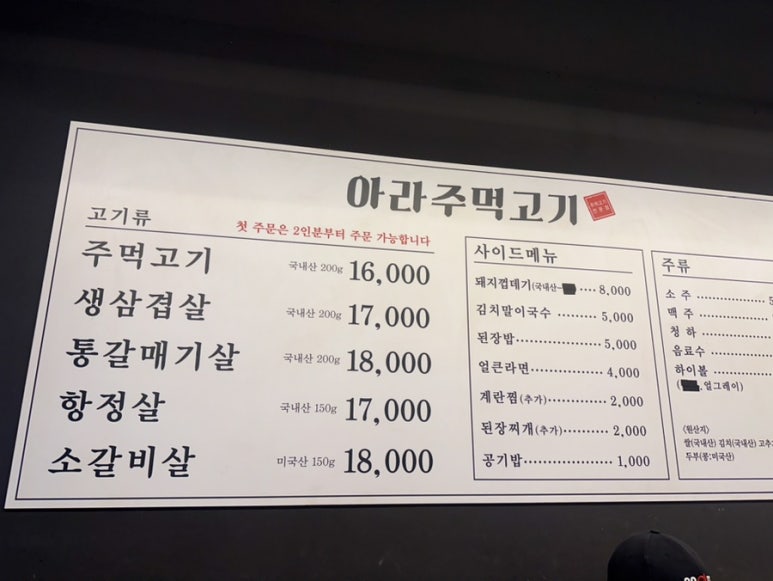 아라주먹고기
고기류
첫 주문은 2인분부터 주문 가능합니다
주먹고기 국내산 200g 16,000
생삼겹살 국내산 200g 17,000
통갈매기살 국내산 200g 18,000
항정살 국내산 150g 17,000
소갈비살 미국산 150g 18,000
사이드메뉴
돼지껍데기(국내산- ···· 8,000
김치말이국수 ········ 5,000
된장밥 ·············· 5,000
얼큰라면 ············ 4,000
계란찜(추가) ·········· 2,000
된장찌개(추가) ········ 2,000
공기밥 ················ 1,000
주류
소 주 ··············
맥 주 ··············
청 하 ··············
음료수 ············
하이볼 ············
( ,얼그레이)
<원산지>
쌀(국내산) 김치(국내산) 고추
두부(콩:미국산)